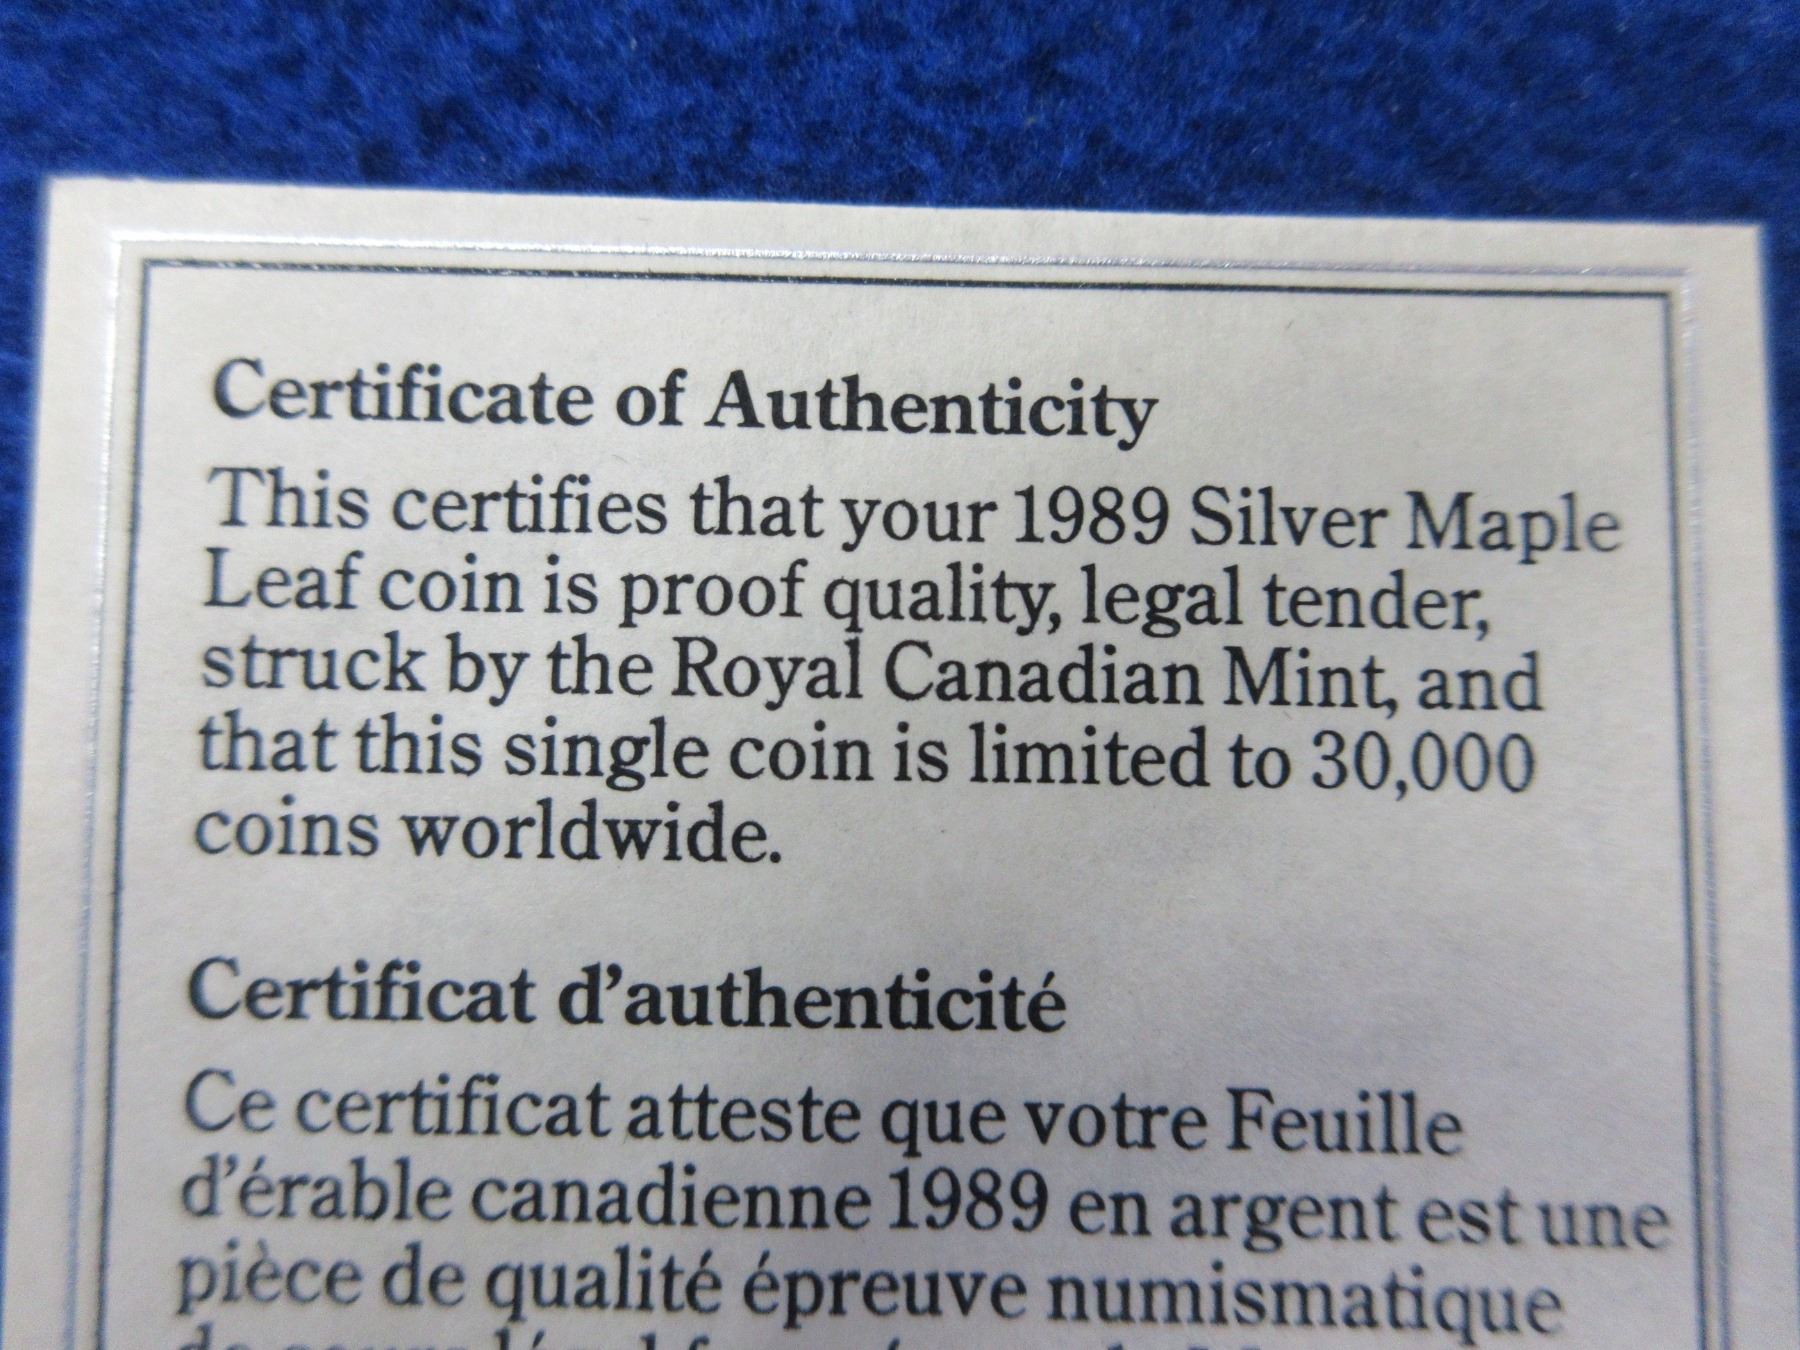 Certificate of Authenticity
This certifies that your 1989 Silver Maple
Leaf coin is proof quality, legal tender,
struck by the Royal Canadian Mint, and
that this single coin is limited to 30,000
coins worldwide.
Certificat d'authenticité
Ce certificat atteste que votre Feuille
d'érable canadienne 1989 en argent est une
pièce de qualité épreuve numismatique